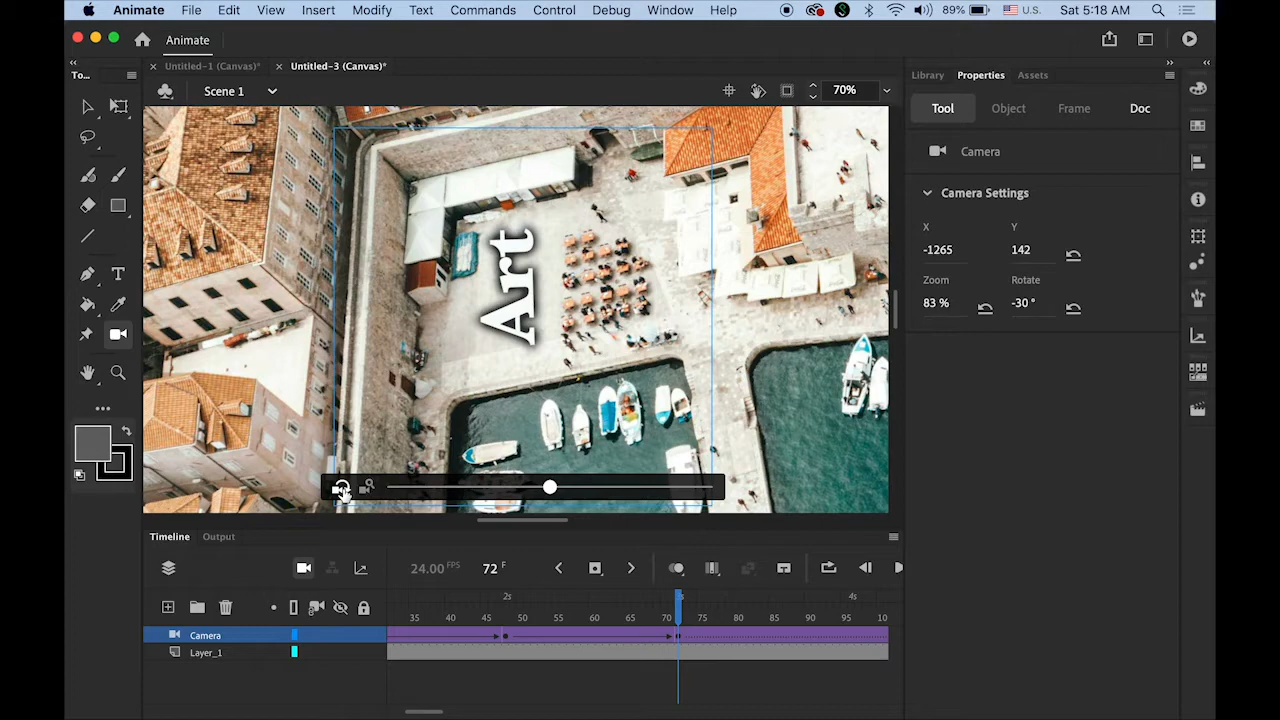 Animate File Edit View Insert Modify Text Commands Control Debug Window Help 89% U.S. Sat 5:18 AM
Animate
Untitled-1 (Canvas)* Untitled-3 (Canvas)*
To...
Scene 1 70%
Art
Library Properties Assets
Tool Object Frame Doc
Camera
Camera Settings
X Y
-1265 142
Zoom Rotate
83 % -30 °
Timeline Output
24.00 FPS 72 F
2s 4s
35 40 45 50 55 60 65 70 75 80 85 90 95 10
Camera
Layer_1